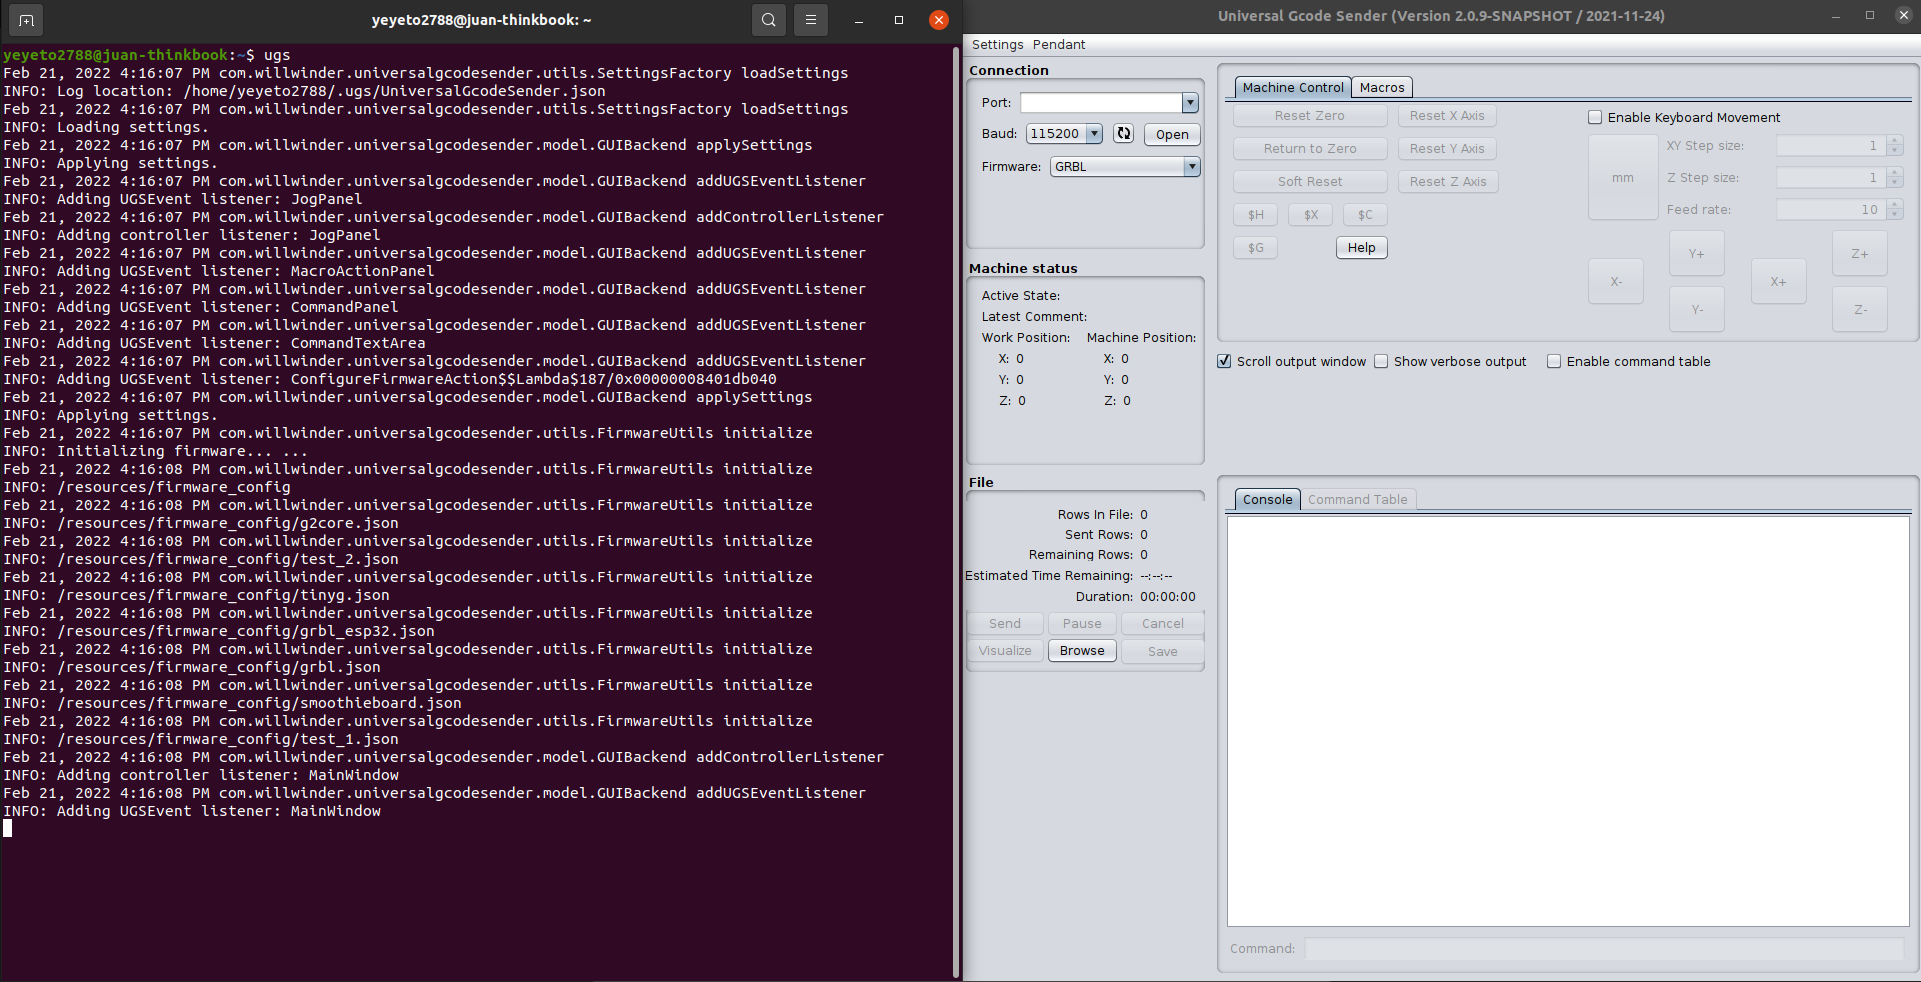 yeyeto2788@juan-thinkbook: ~
yeyeto2788@juan-thinkbook:~$ ugs
Feb 21, 2022 4:16:07 PM com.willwinder.universalgcodesender.utils.SettingsFactory loadSettings
INFO: Log location: /home/yeyeto2788/.ugs/UniversalGcodeSender.json
Feb 21, 2022 4:16:07 PM com.willwinder.universalgcodesender.utils.SettingsFactory loadSettings
INFO: Loading settings.
Feb 21, 2022 4:16:07 PM com.willwinder.universalgcodesender.model.GUIBackend applySettings
INFO: Applying settings.
Feb 21, 2022 4:16:07 PM com.willwinder.universalgcodesender.model.GUIBackend addUGSEventListener
INFO: Adding UGSEvent listener: JogPanel
Feb 21, 2022 4:16:07 PM com.willwinder.universalgcodesender.model.GUIBackend addControllerListener
INFO: Adding controller listener: JogPanel
Feb 21, 2022 4:16:07 PM com.willwinder.universalgcodesender.model.GUIBackend addUGSEventListener
INFO: Adding UGSEvent listener: MacroActionPanel
Feb 21, 2022 4:16:07 PM com.willwinder.universalgcodesender.model.GUIBackend addUGSEventListener
INFO: Adding UGSEvent listener: CommandPanel
Feb 21, 2022 4:16:07 PM com.willwinder.universalgcodesender.model.GUIBackend addUGSEventListener
INFO: Adding UGSEvent listener: CommandTextArea
Feb 21, 2022 4:16:07 PM com.willwinder.universalgcodesender.model.GUIBackend addUGSEventListener
INFO: Adding UGSEvent listener: ConfigureFirmwareAction$$Lambda$187/0x00000008401db040
Feb 21, 2022 4:16:07 PM com.willwinder.universalgcodesender.model.GUIBackend applySettings
INFO: Applying settings.
Feb 21, 2022 4:16:07 PM com.willwinder.universalgcodesender.utils.FirmwareUtils initialize
INFO: Initializing firmware... ...
Feb 21, 2022 4:16:08 PM com.willwinder.universalgcodesender.utils.FirmwareUtils initialize
INFO: /resources/firmware_config
Feb 21, 2022 4:16:08 PM com.willwinder.universalgcodesender.utils.FirmwareUtils initialize
INFO: /resources/firmware_config/g2core.json
Feb 21, 2022 4:16:08 PM com.willwinder.universalgcodesender.utils.FirmwareUtils initialize
INFO: /resources/firmware_config/test_2.json
Feb 21, 2022 4:16:08 PM com.willwinder.universalgcodesender.utils.FirmwareUtils initialize
INFO: /resources/firmware_config/tinyg.json
Feb 21, 2022 4:16:08 PM com.willwinder.universalgcodesender.utils.FirmwareUtils initialize
INFO: /resources/firmware_config/grbl_esp32.json
Feb 21, 2022 4:16:08 PM com.willwinder.universalgcodesender.utils.FirmwareUtils initialize
INFO: /resources/firmware_config/grbl.json
Feb 21, 2022 4:16:08 PM com.willwinder.universalgcodesender.utils.FirmwareUtils initialize
INFO: /resources/firmware_config/smoothieboard.json
Feb 21, 2022 4:16:08 PM com.willwinder.universalgcodesender.utils.FirmwareUtils initialize
INFO: /resources/firmware_config/test_1.json
Feb 21, 2022 4:16:08 PM com.willwinder.universalgcodesender.model.GUIBackend addControllerListener
INFO: Adding controller listener: MainWindow
Feb 21, 2022 4:16:08 PM com.willwinder.universalgcodesender.model.GUIBackend addUGSEventListener
INFO: Adding UGSEvent listener: MainWindow
Universal Gcode Sender (Version 2.0.9-SNAPSHOT / 2021-11-24)
Settings Pendant
Connection
Port:
Baud: 115200 Open
Firmware: GRBL
Machine status
Active State:
Latest Comment:
Work Position: Machine Position:
X: 0 X: 0
Y: 0 Y: 0
Z: 0 Z: 0
File
Rows In File: 0
Sent Rows: 0
Remaining Rows: 0
Estimated Time Remaining: --:--:--
Duration: 00:00:00
Send Pause Cancel
Visualize Browse Save
Machine Control Macros
Reset Zero Reset X Axis
Return to Zero Reset Y Axis
Soft Reset Reset Z Axis
$H $X $C
$G Help
Enable Keyboard Movement
mm
XY Step size: 1
Z Step size: 1
Feed rate: 10
Y+ Z+
X- X+
Y- Z-
Scroll output window Show verbose output Enable command table
Console Command Table
Command: